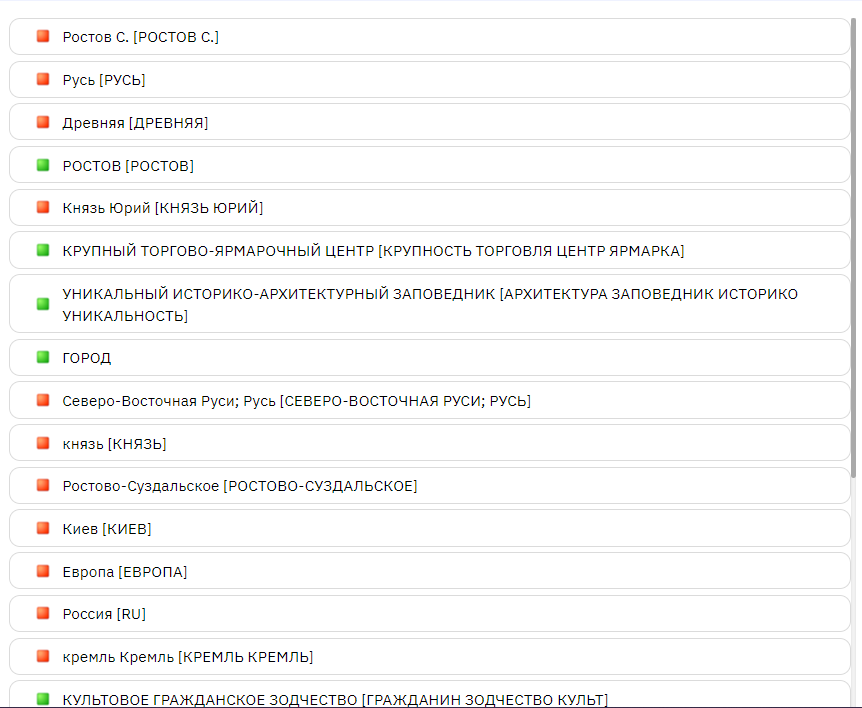 Ростов С. [РОСТОВ С.]
Русь [РУСЬ]
Древняя [ДРЕВНЯЯ]
РОСТОВ [РОСТОВ]
Князь Юрий [КНЯЗЬ ЮРИЙ]
КРУПНЫЙ ТОРГОВО-ЯРМАРОЧНЫЙ ЦЕНТР [КРУПНОСТЬ ТОРГОВЛЯ ЦЕНТР ЯРМАРКА]
УНИКАЛЬНЫЙ ИСТОРИКО-АРХИТЕКТУРНЫЙ ЗАПОВЕДНИК [АРХИТЕКТУРА ЗАПОВЕДНИК ИСТОРИКО
УНИКАЛЬНОСТЬ]
ГОРОД
Северо-Восточная Руси; Русь [СЕВЕРО-ВОСТОЧНАЯ РУСИ; РУСЬ]
князь [КНЯЗЬ]
Ростово-Суздальское [РОСТОВО-СУЗДАЛЬСКОЕ]
Киев [КИЕВ]
Европа [ЕВРОПА]
Россия [RU]
кремль Кремль [КРЕМЛЬ КРЕМЛЬ]
КУЛЬТОВОЕ ГРАЖДАНСКОЕ ЗОДЧЕСТВО [ГРАЖДАНИН ЗОДЧЕСТВО КУЛЬТ]